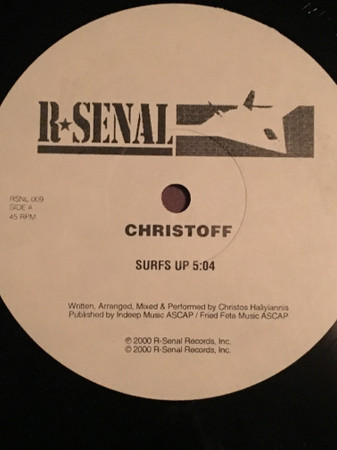 R★SENAL
RSNL 009
SIDE A
45 RPM
CHRISTOFF
SURFS UP 5:04
Written, Arranged, Mixed & Performed by Christos Haliyiannis
Published by Indeep Music ASCAP / Fried Feta Music ASCAP
℗ 2000 R-Senal Records, Inc.
© 2000 R-Senal Records, Inc.